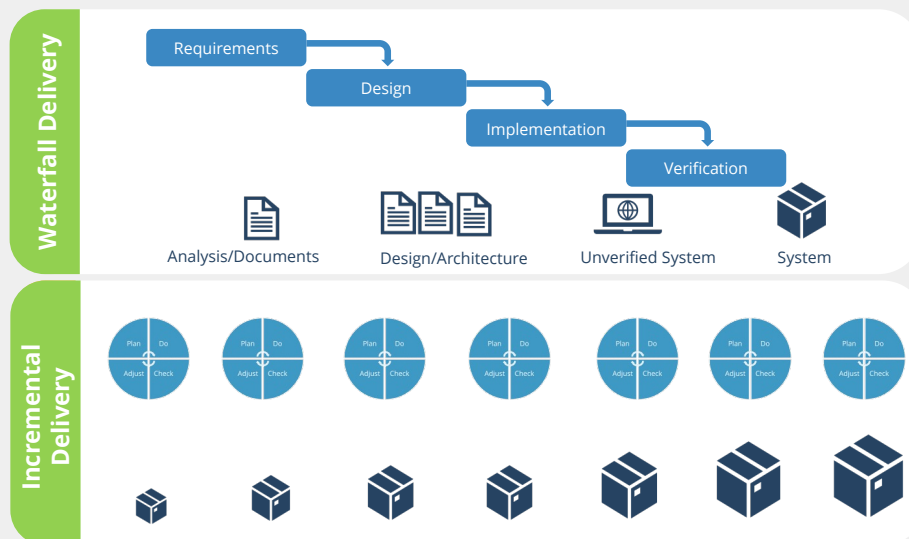 Waterfall Delivery
Requirements
Design
Implementation
Verification
Analysis/Documents
Design/Architecture
Unverified System
System
Incremental
Delivery
Plan Do
Adjust Check
Plan Do
Adjust Check
Plan Do
Adjust Check
Plan Do
Adjust Check
Plan Do
Adjust Check
Plan Do
Adjust Check
Plan Do
Adjust Check